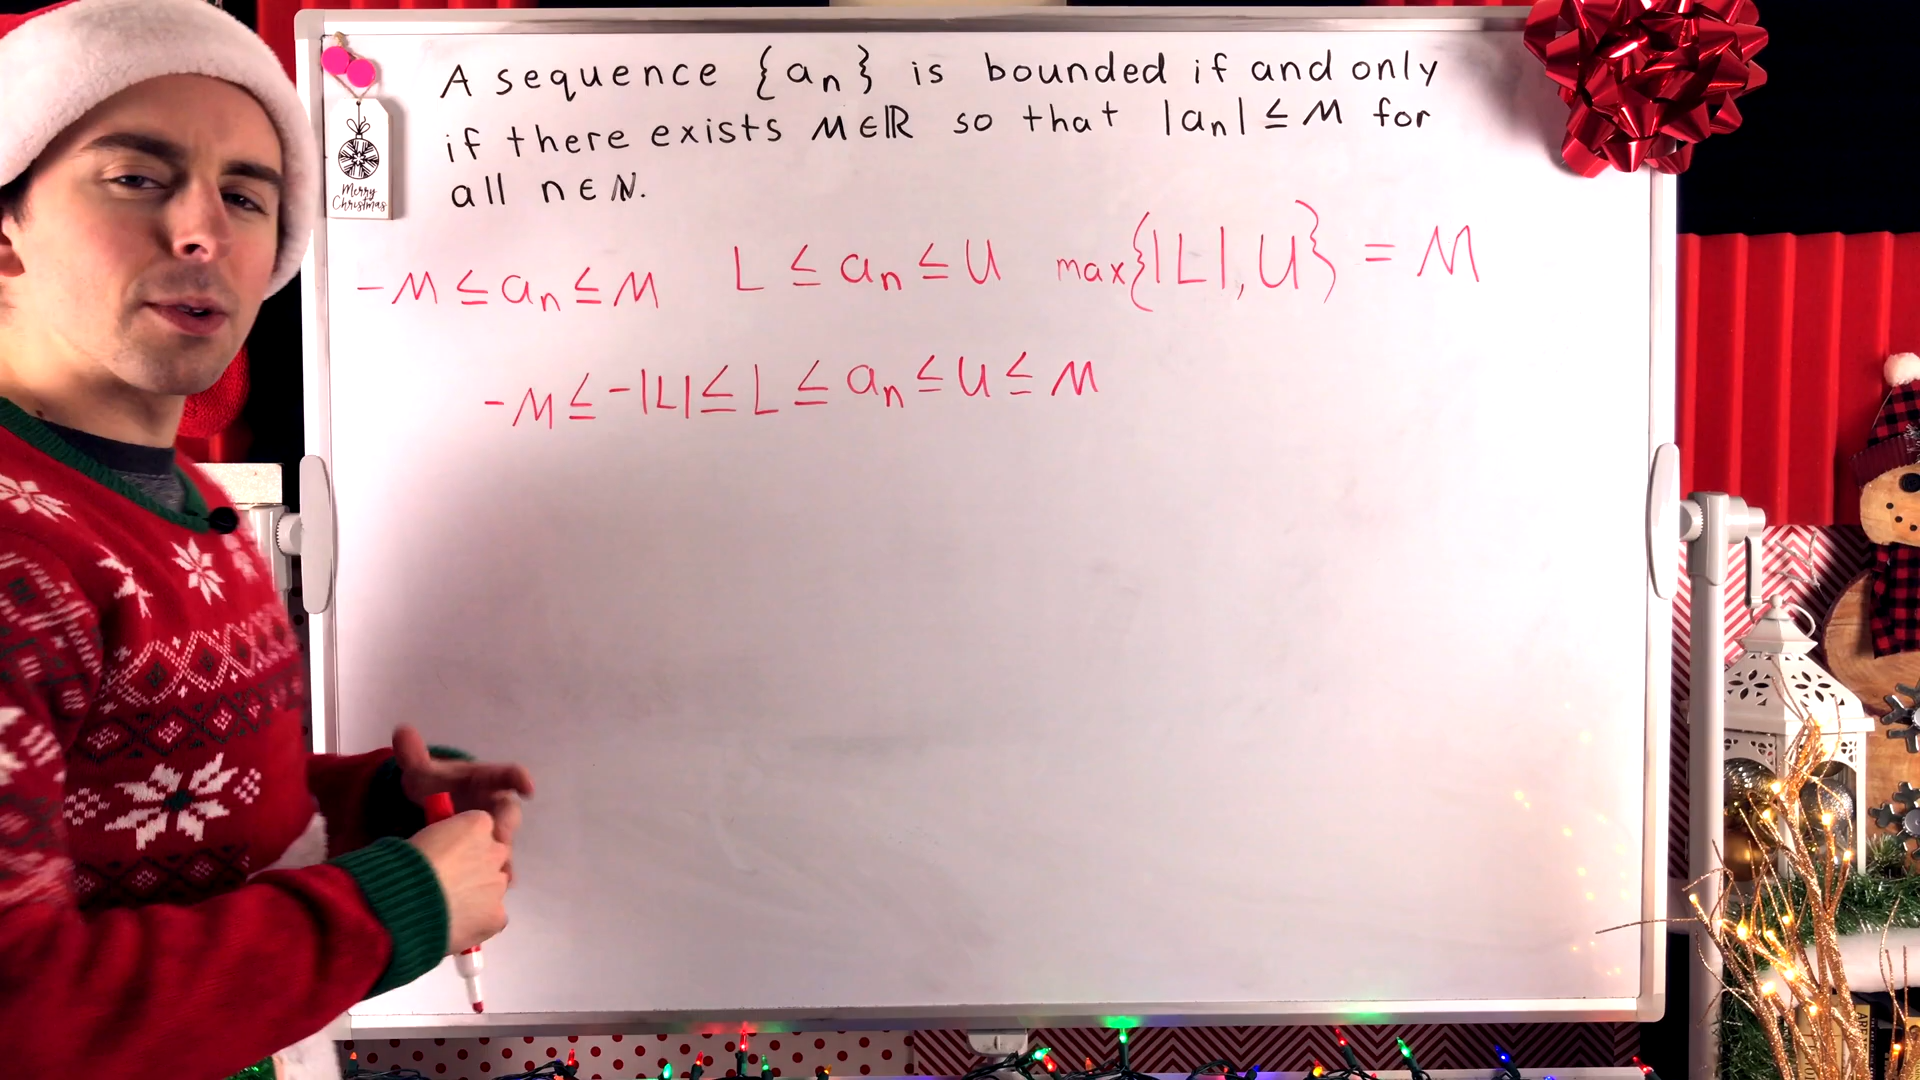 A sequence {aₙ} is bounded if and only
if there exists M∈ℝ so that |aₙ| ≤ M for
all n ∈ ℕ.
Merry
Christmas
-M ≤ aₙ ≤ M L ≤ aₙ ≤ U max{|L|, U} = M
-M ≤ -|L| ≤ L ≤ aₙ ≤ U ≤ M